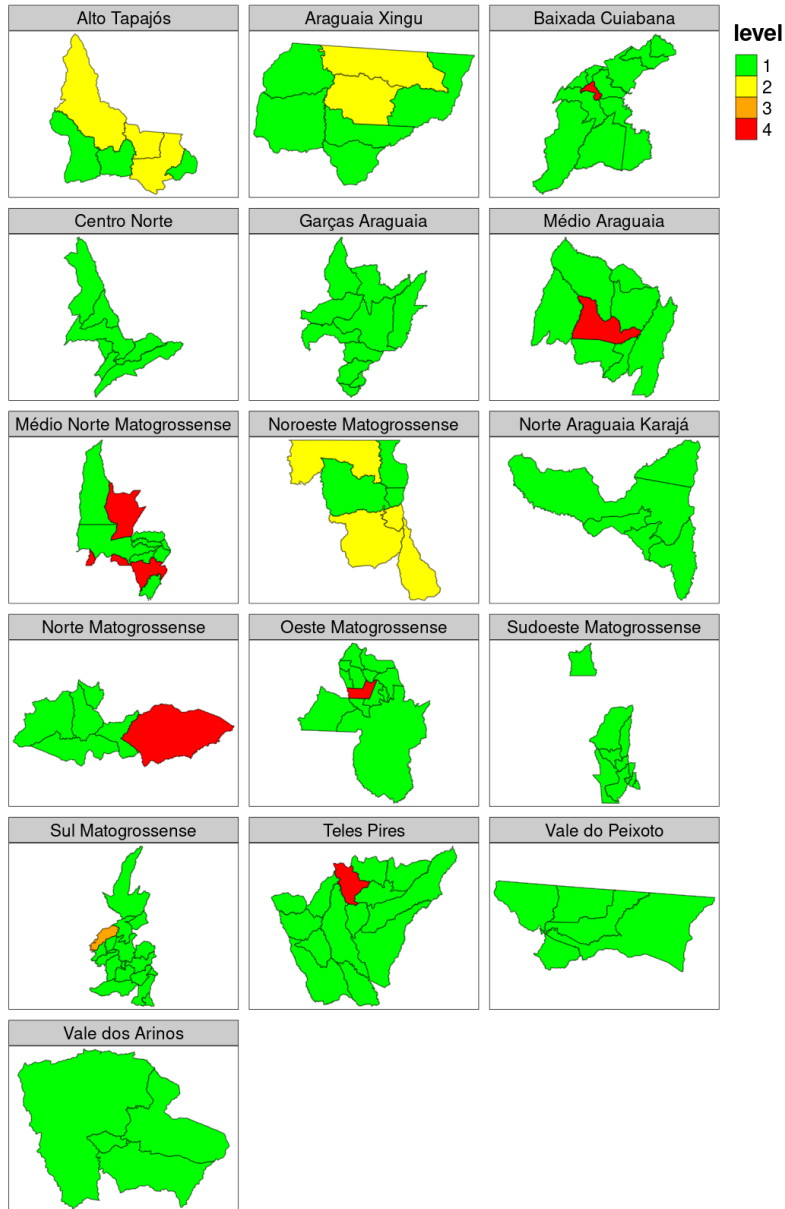 Alto Tapajós
Araguaia Xingu
Baixada Cuiabana
level
1
2
3
4
Centro Norte
Garças Araguaia
Médio Araguaia
Médio Norte Matogrossense
Noroeste Matogrossense
Norte Araguaia Karajá
Norte Matogrossense
Oeste Matogrossense
Sudoeste Matogrossense
Sul Matogrossense
Teles Pires
Vale do Peixoto
Vale dos Arinos